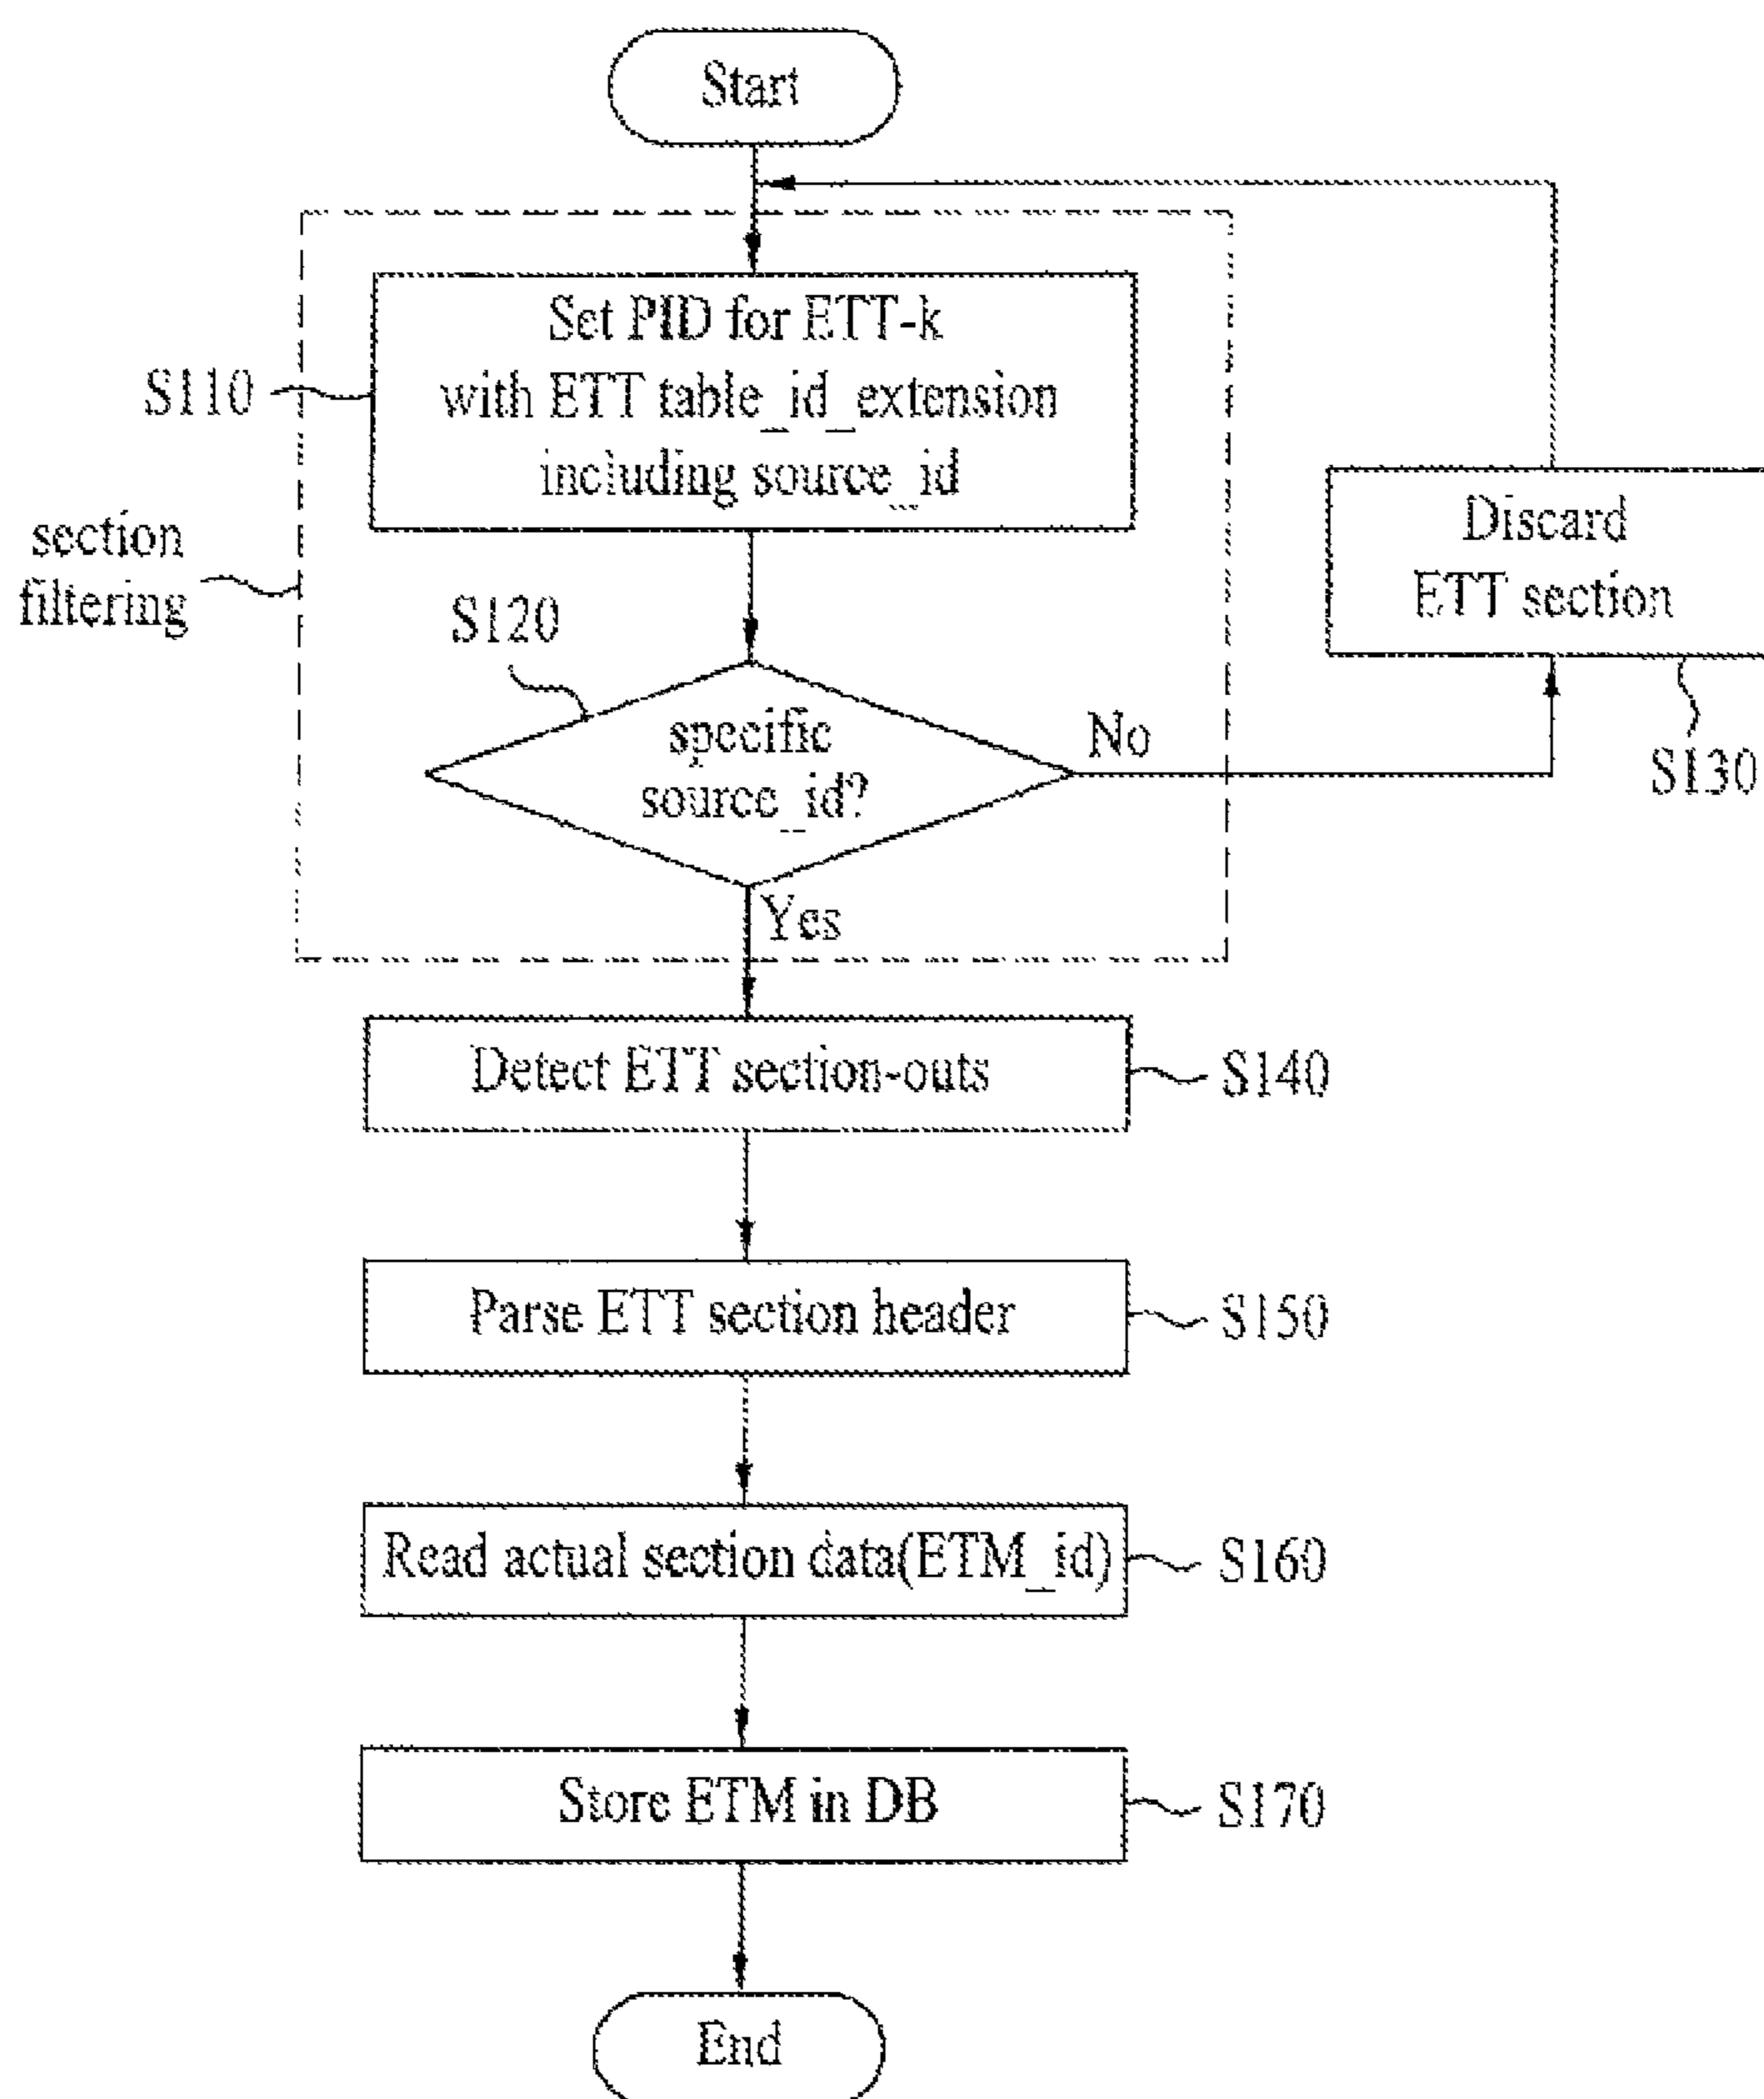 Start
Set PID for ETT-k
with ETT table_id_extension
including source_id
S110
section
filtering
S120
specific
source_id?
No
Yes
Discard
ETT section
S130
Detect ETT section-outs
S140
Parse ETT section header
S150
Read actual section data(ETM_id)
S160
Store ETM in DB
S170
End